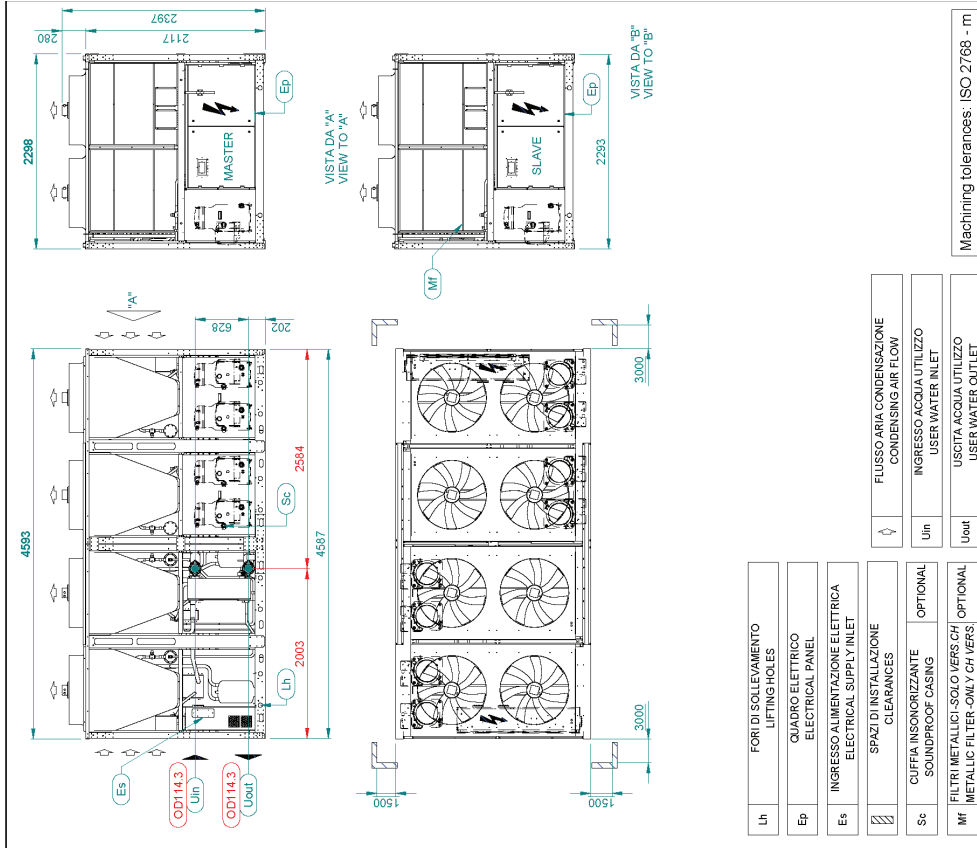 2298
280
2117
2397
MASTER
Ep
VISTA DA "A"
VIEW TO "A"
SLAVE
Ep
Mf
2293
VISTA DA "B"
VIEW TO "B"
4593
"A"
628
202
2003
2584
4587
Sc
Lh
Es
OD114.3
Uin
OD114.3
Uout
3000
3000
1500
1500
Lh
FORI DI SOLLEVAMENTO
LIFTING HOLES
Ep
QUADRO ELETTRICO
ELECTRICAL PANEL
Es
INGRESSO ALIMENTAZIONE ELETTRICA
ELECTRICAL SUPPLY INLET
SPAZI DI INSTALLAZIONE
CLEARANCES
Sc
CUFFIA INSONORIZZANTE
SOUNDPROOF CASING
OPTIONAL
Mf
FILTRI METALLICI-SOLO VERS.CH
METALLIC FILTER-ONLY CH VERS.
OPTIONAL
FLUSSO ARIA CONDENSAZIONE
CONDENSING AIR FLOW
Uin
INGRESSO ACQUA UTILIZZO
USER WATER INLET
Uout
USCITA ACQUA UTILIZZO
USER WATER OUTLET
Machining tolerances: ISO 2768 - m